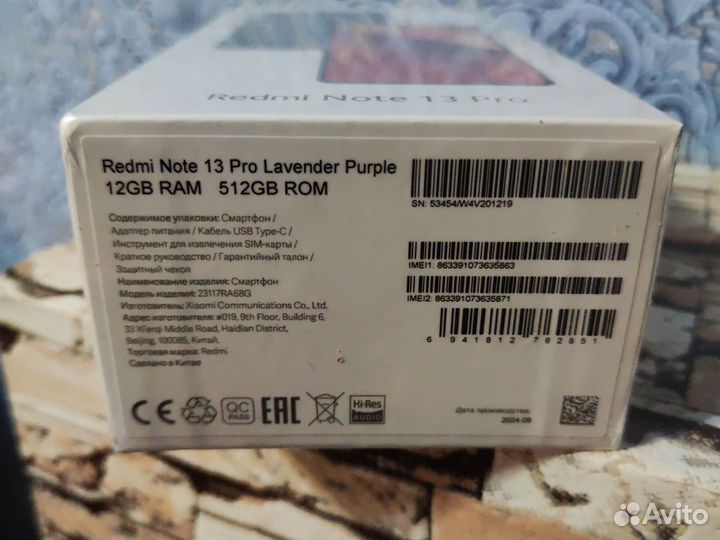 Redmi Note 13 Pro
Redmi Note 13 Pro Lavender Purple
12GB RAM 512GB ROM
SN: 53454/W4V201219
Содержимое упаковки: Смартфон /
Адаптер питания / Кабель USB Type-C /
Инструмент для извлечения SIM-карты /
Краткое руководство / Гарантийный талон /
Защитный чехол
Наименование изделия: Смартфон
Модель изделия: 23117RA68G
Изготовитель: Xiaomi Communications Co., Ltd.
Адрес изготовителя: #019, 9th Floor, Building 6,
33 Xi'erqi Middle Road, Haidian District,
Beijing, 100085, Китай.
Торговая марка: Redmi
Сделано в Китае
IMEI1: 863391073635863
IMEI2: 863391073635871
6 941812 762851
CE
QC
PASS
EAC
Hi-Res
AUDIO
Дата производства:
2024-09
Avito